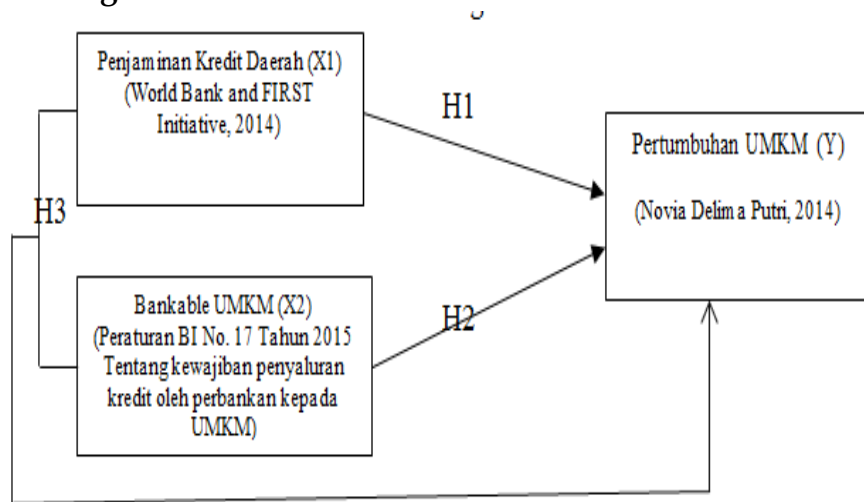 Penjaminan Kredit Daerah (X1)
(World Bank and FIRST
Initiative, 2014)
H1
Pertumbuhan UMKM (Y)
(Novia Delima Putri, 2014)
H3
Bankable UMKM (X2)
(Peraturan BI No. 17 Tahun 2015
Tentang kewajiban penyaluran
kredit oleh perbankan kepada
UMKM)
H2